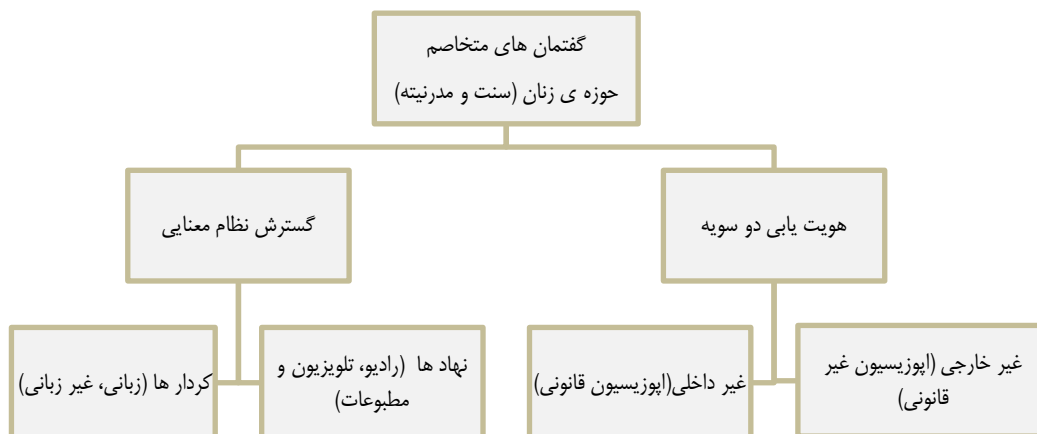 گفتمان های متخاصم
حوزه ی زنان (سنت و مدرنیته)
هویت یابی دو سویه
گسترش نظام معنایی
غیر خارجی (اپوزیسیون غیر
قانونی)
غیر داخلی(اپوزیسیون قانونی)
نهاد ها (رادیو، تلویزیون و
مطبوعات)
کردار ها (زبانی، غیر زبانی)